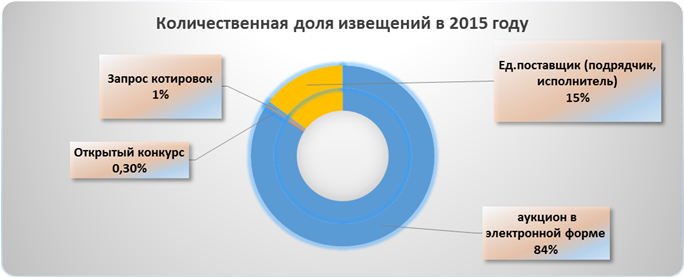 Количественная доля извещений в 2015 году
Запрос котировок
1%
Ед.поставщик (подрядчик,
исполнитель)
15%
Открытый конкурс
0,30%
аукцион в
электронной форме
84%